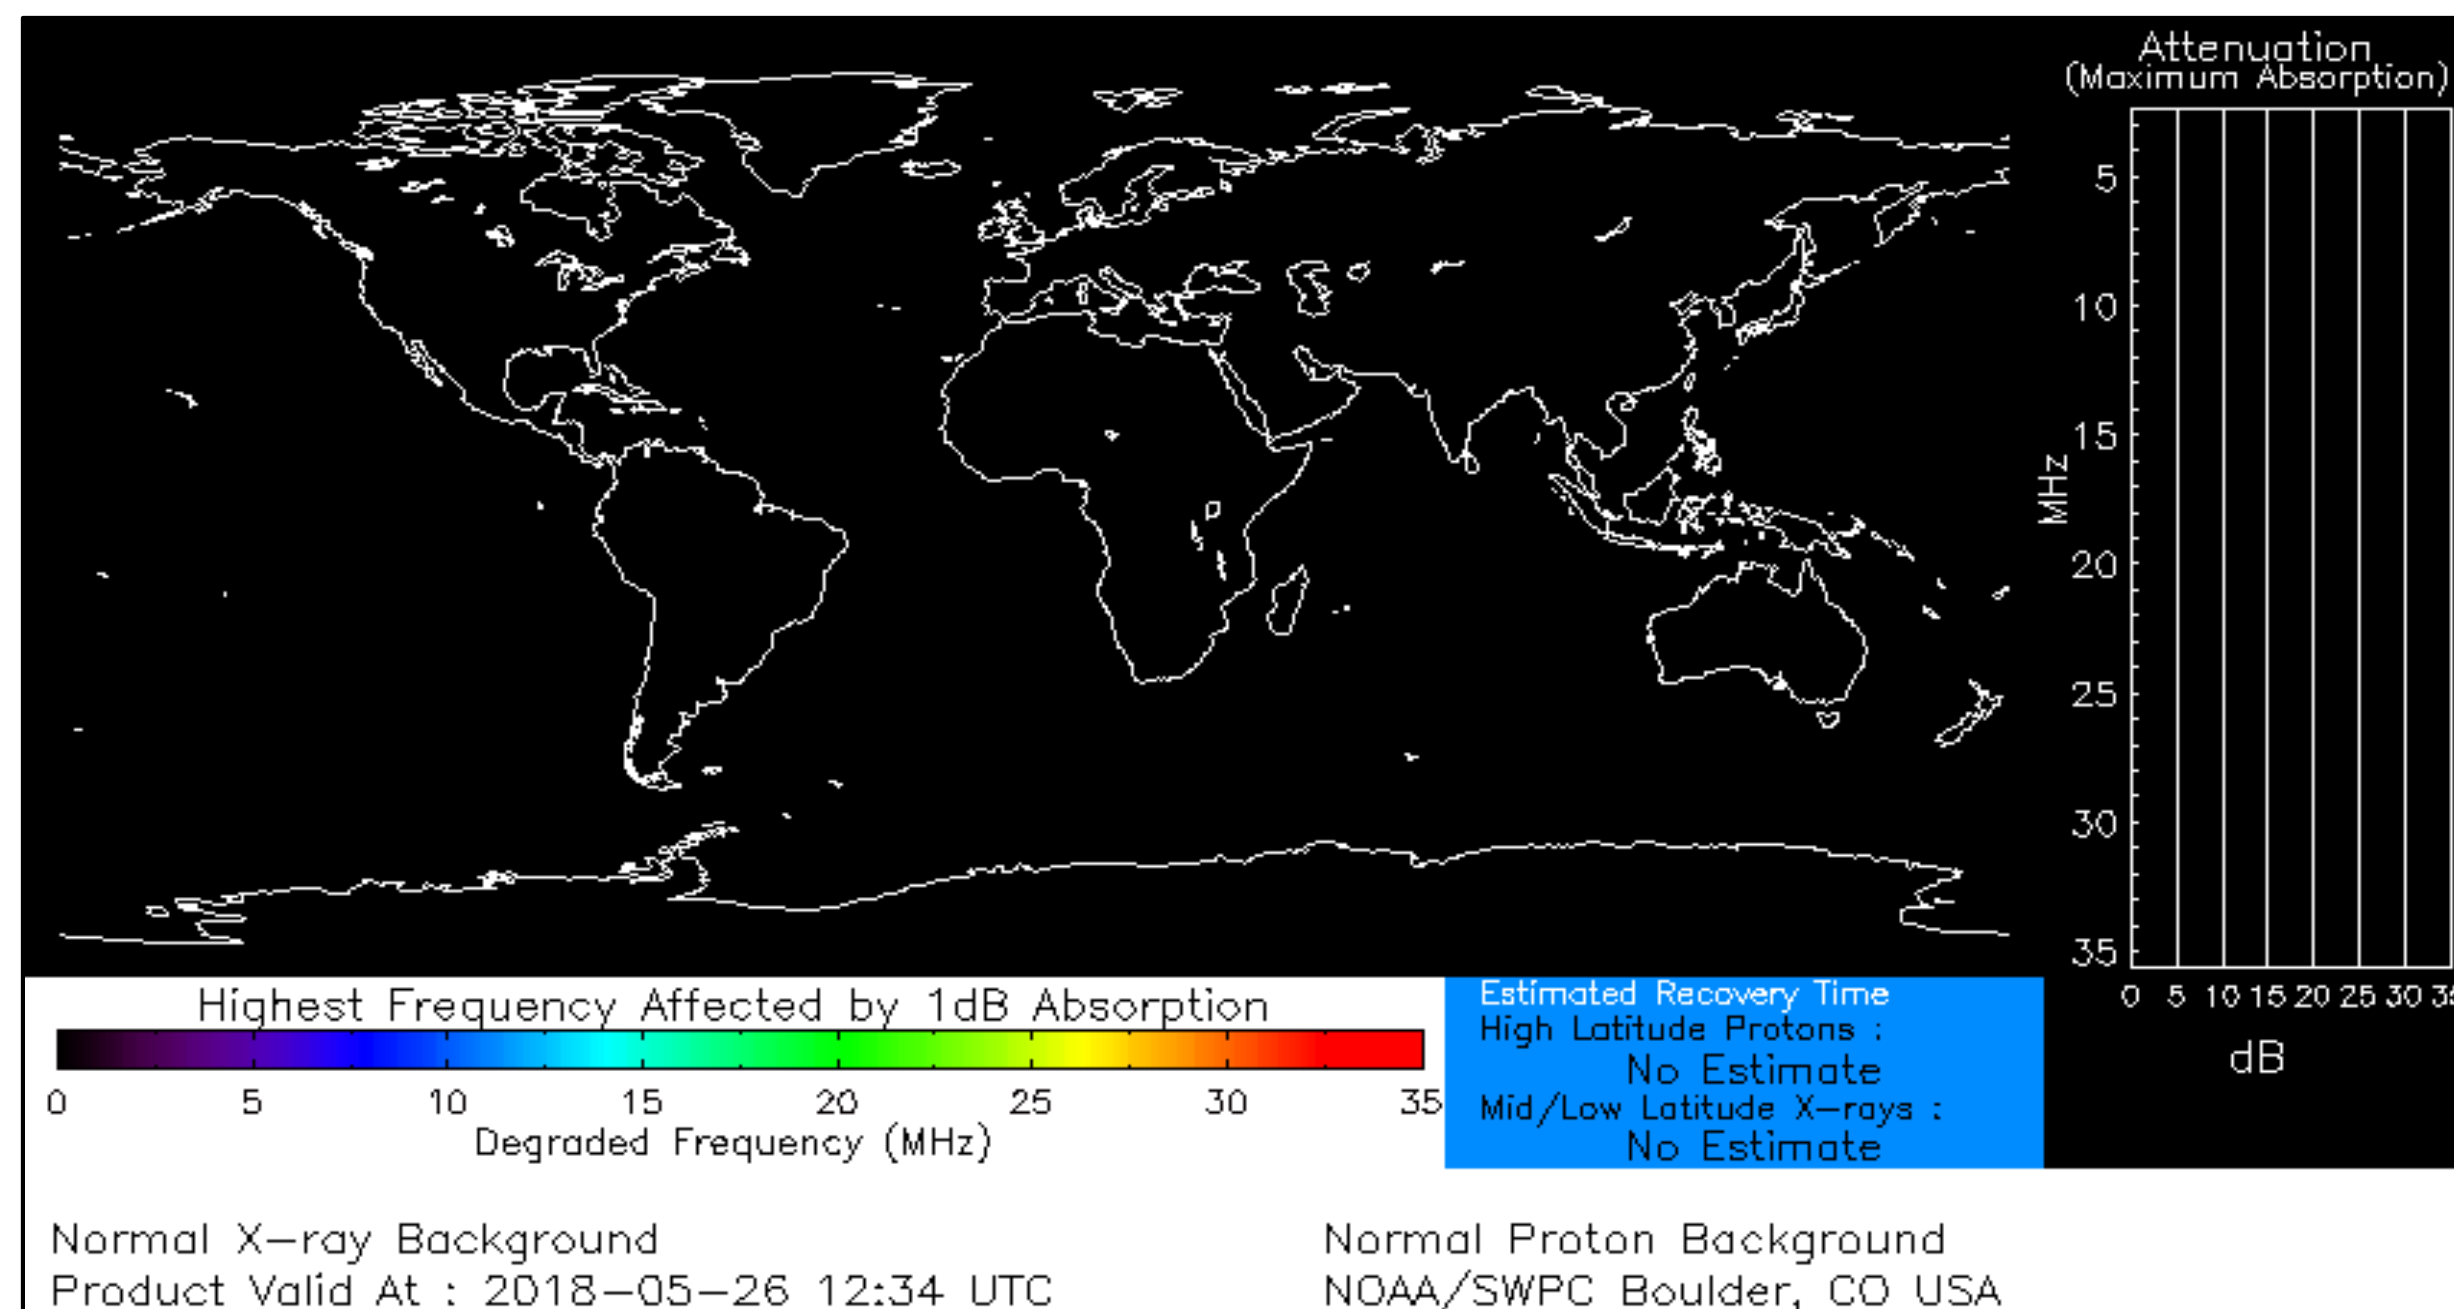 Attenuation
(Maximum Absorption)
5
10
15
20
25
30
35
MHz
0 5 10 15 20 25 30
dB
Highest Frequency Affected by 1dB Absorption
0 5 10 15 20 25 30 35
Degraded Frequency (MHz)
Estimated Recovery Time
High Latitude Protons :
No Estimate
Mid/Low Latitude X-rays :
No Estimate
Normal X-ray Background
Normal Proton Background
Product Valid At : 2018-05-26 12:34 UTC
NOAA/SWPC Boulder, CO USA